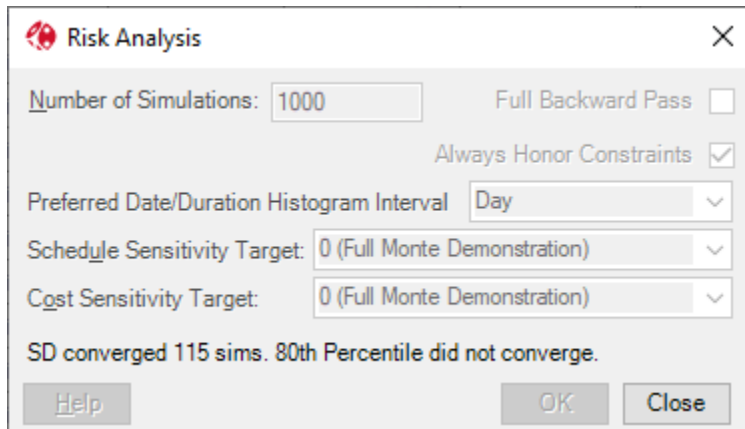 Risk Analysis
Number of Simulations: 1000 Full Backward Pass
Always Honor Constraints
Preferred Date/Duration Histogram Interval Day
Schedule Sensitivity Target: 0 (Full Monte Demonstration)
Cost Sensitivity Target: 0 (Full Monte Demonstration)
SD converged 115 sims. 80th Percentile did not converge.
Help OK Close